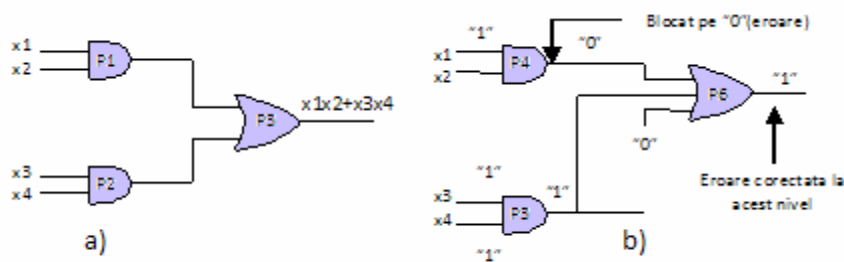 x1
x2
P1
P3
x1x2+x3x4
x3
x4
P2
a)
"1"
x1
x2
P4
"0"
Blocat pe "0"(eroare)
P6
"1"
"0"
"1"
x3
x4
P3
"1"
"1"
Eroare corectata la
acest nivel
b)